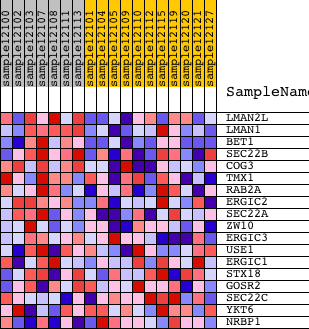 sample12100
sample12102
sample12103
sample12107
sample12108
sample12111
sample12113
sample12101
sample12104
sample12105
sample12109
sample12110
sample12112
sample12115
sample12119
sample12120
sample12121
sample12127
SampleName
LMAN2L
LMAN1
BET1
SEC22B
COG3
TMX1
RAB2A
ERGIC2
SEC22A
ZW10
ERGIC3
USE1
ERGIC1
STX18
GOSR2
SEC22C
YKT6
NRBP1